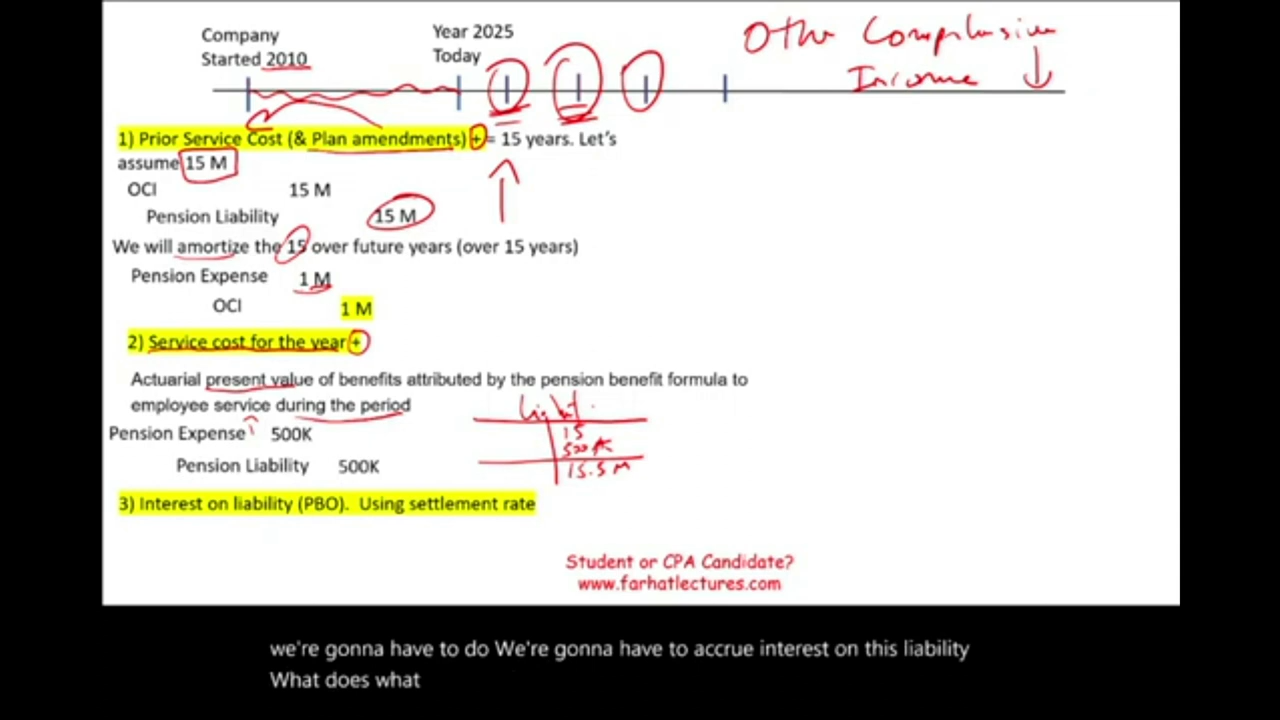 Company
Started 2010
Year 2025
Today
Other Comprehensive
Income
1) Prior Service Cost (& Plan amendments) + = 15 years. Let's
assume 15 M
OCI 15 M
Pension Liability 15 M
We will amortize the 15 over future years (over 15 years)
Pension Expense 1 M
OCI 1 M
2) Service cost for the year +
Actuarial present value of benefits attributed by the pension benefit formula to
employee service during the period
Pension Expense 500K
Pension Liability 500K
15
500K
15.5 M
3) Interest on liability (PBO). Using settlement rate
Student or CPA Candidate?
www.farhatlectures.com
we're gonna have to do We're gonna have to accrue interest on this liability
What does what